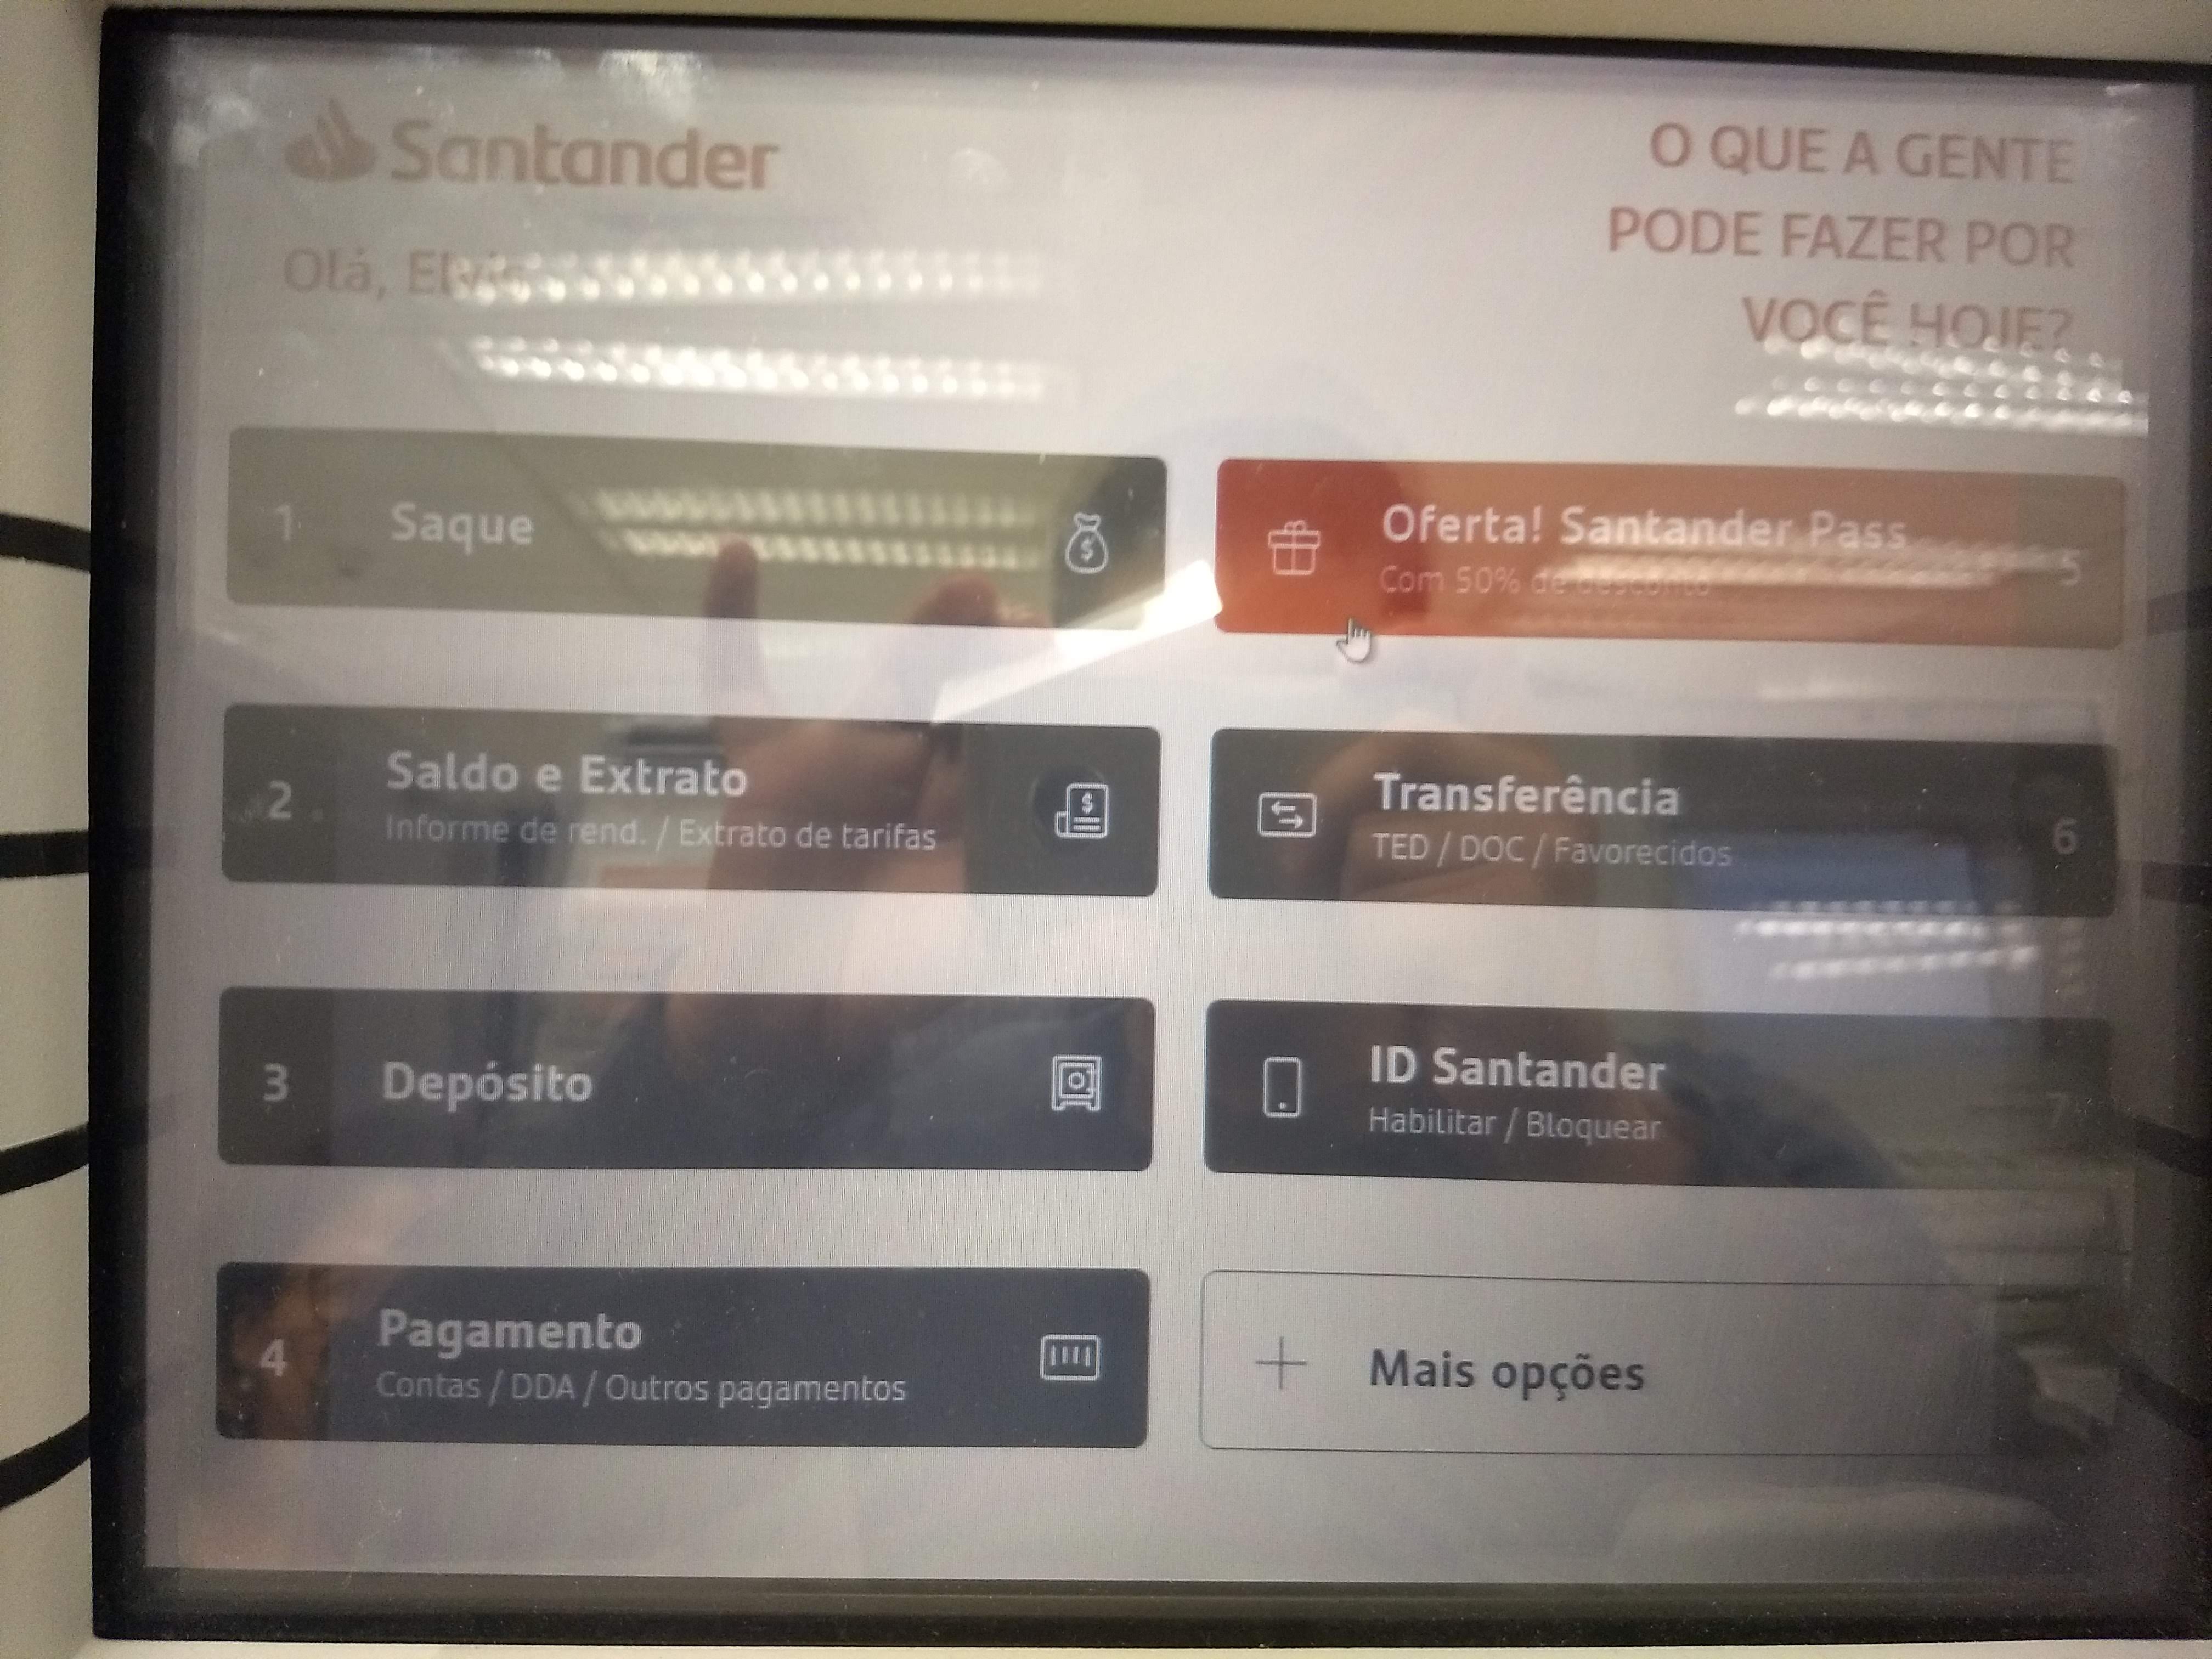 Santander
O QUE A GENTE
PODE FAZER POR
VOCÊ HOJE?
Olá, Elvis
1 Saque
Oferta! Santander Pass
Com 50% de desconto
5
2
Saldo e Extrato
Informe de rend. / Extrato de tarifas
Transferência
TED / DOC / Favorecidos
6
3 Depósito
ID Santander
Habilitar / Bloquear
7
4
Pagamento
Contas / DDA / Outros pagamentos
Mais opções